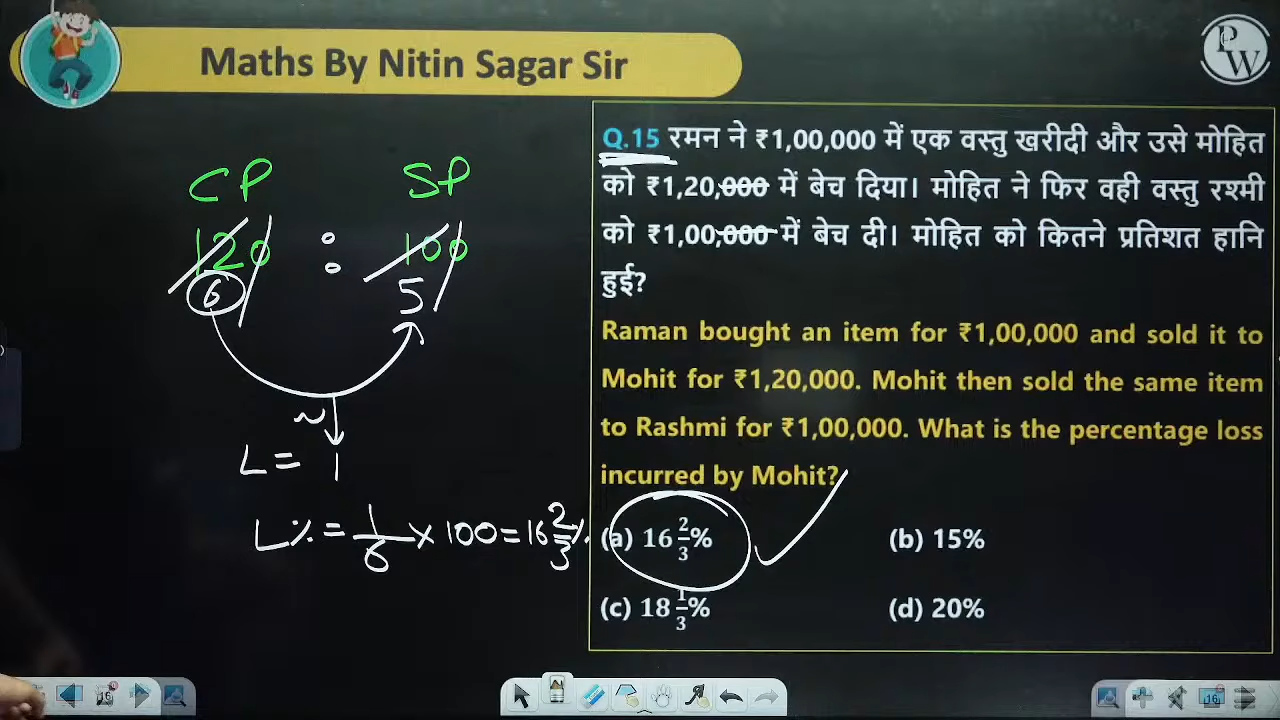 Maths By Nitin Sagar Sir
PW
CP SP
120 : 100
6 5
L = 1
L% = 1/6 × 100 = 16 2/3 %
Q.15 रमन ने ₹1,00,000 में एक वस्तु खरीदी और उसे मोहित
को ₹1,20,000 में बेच दिया। मोहित ने फिर वही वस्तु रश्मी
को ₹1,00,000 में बेच दी। मोहित को कितने प्रतिशत हानि
हुई?
Raman bought an item for ₹1,00,000 and sold it to
Mohit for ₹1,20,000. Mohit then sold the same item
to Rashmi for ₹1,00,000. What is the percentage loss
incurred by Mohit?
(a) 16 2/3% (b) 15%
(c) 18 1/3% (d) 20%
16 16